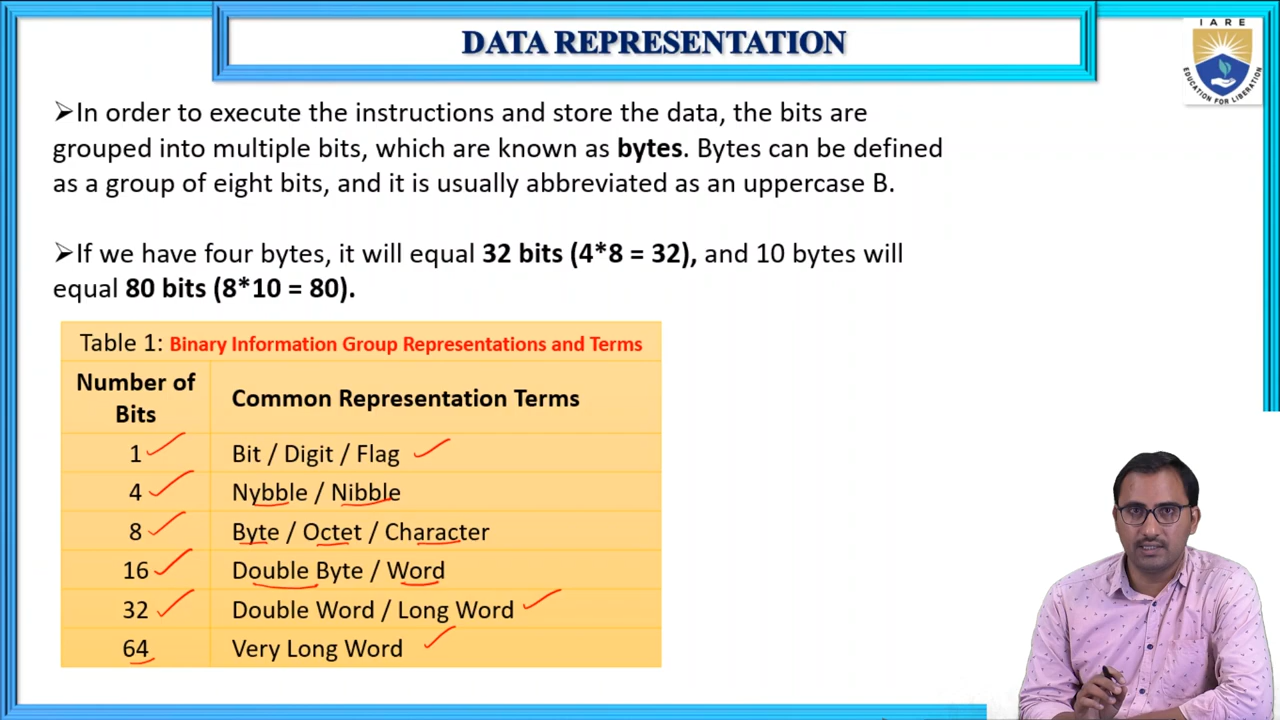 DATA REPRESENTATION
IARE
EDUCATION FOR LIBERATION
➢In order to execute the instructions and store the data, the bits are
grouped into multiple bits, which are known as bytes. Bytes can be defined
as a group of eight bits, and it is usually abbreviated as an uppercase B.
➢If we have four bytes, it will equal 32 bits (4*8 = 32), and 10 bytes will
equal 80 bits (8*10 = 80).
Table 1: Binary Information Group Representations and Terms
Number of Bits Common Representation Terms
1 Bit / Digit / Flag
4 Nybble / Nibble
8 Byte / Octet / Character
16 Double Byte / Word
32 Double Word / Long Word
64 Very Long Word